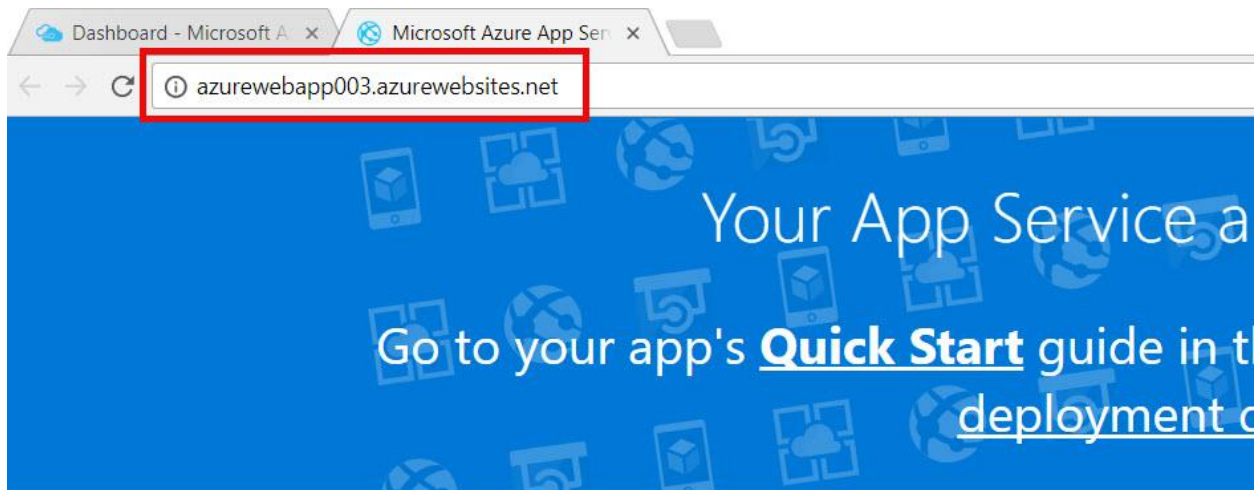 Dashboard - Microsoft A
Microsoft Azure App Ser
azurewebapp003.azurewebsites.net
Your App Service a
Go to your app's Quick Start guide in th
deployment c